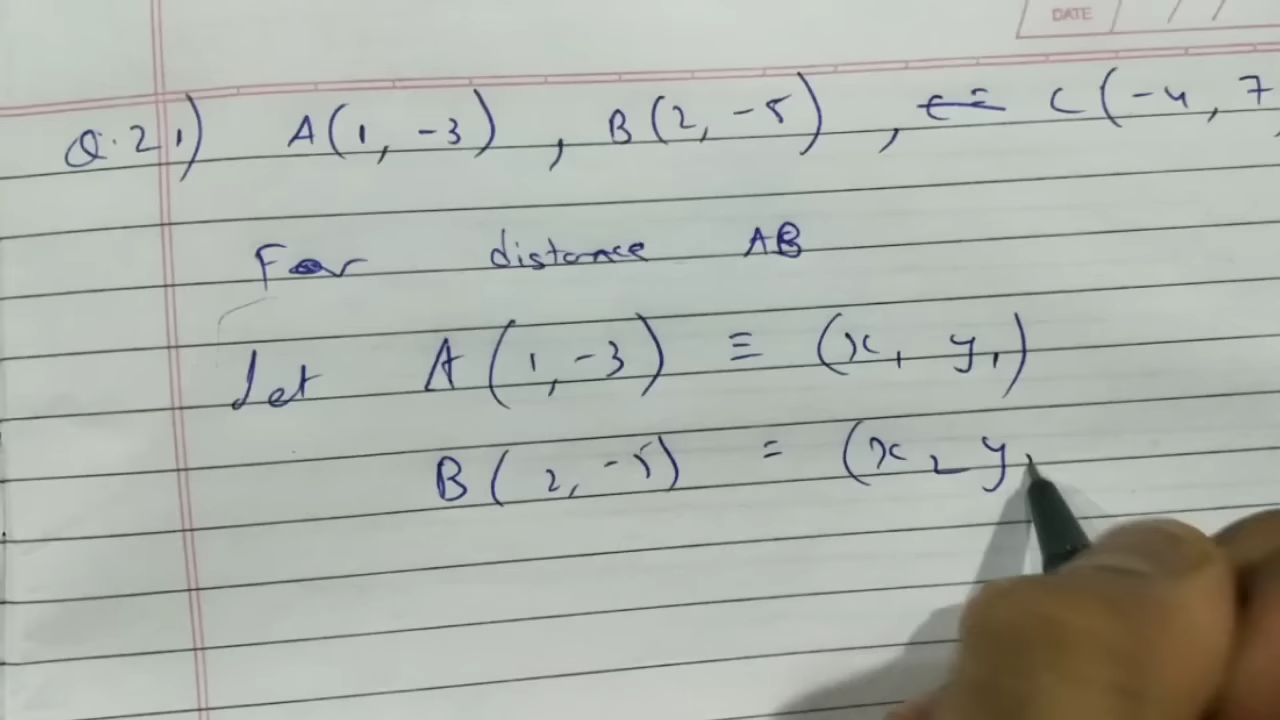 DATE / /
Q.2 1) A(1, -3) , B(2, -5) , C(-4, 7
For distance AB
Let A(1, -3) ≡ (x₁ y₁)
B(2, -5) = (x₂ y